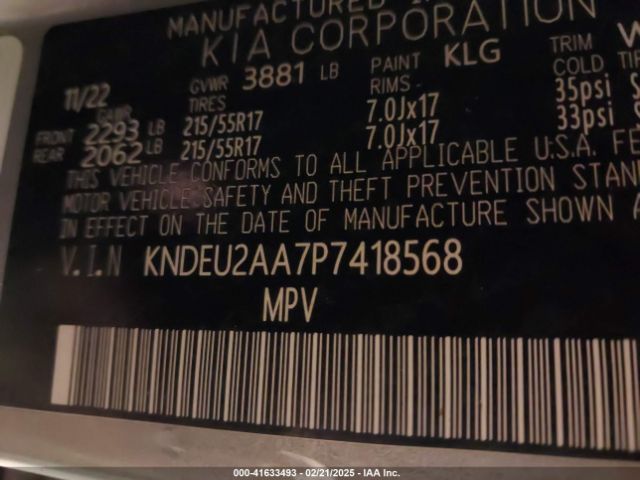 MANUFACTURED
KIA CORPORATION
11/22 GVWR 3881 LB PAINT KLG TRIM
GAWR TIRES RIMS COLD
FRONT 2293 LB 215/55R17 7.0Jx17 35psi
REAR 2062 LB 215/55R17 7.0Jx17 33psi
THIS VEHICLE CONFORMS TO ALL APPLICABLE U.S.A.
MOTOR VEHICLE SAFETY AND THEFT PREVENTION STAN
IN EFFECT ON THE DATE OF MANUFACTURE SHOWN
V.I.N KNDEU2AA7P7418568
MPV
000-41633493 - 02/21/2025 - IAA Inc.